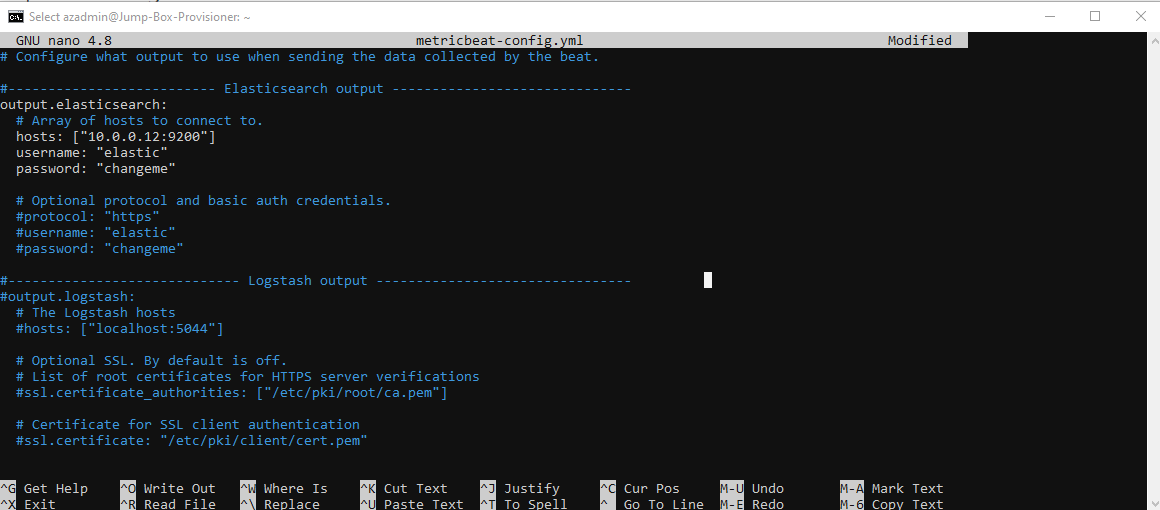 Select azadmin@Jump-Box-Provisioner: ~
GNU nano 4.8 metricbeat-config.yml Modified
# Configure what output to use when sending the data collected by the beat.
#-------------------------- Elasticsearch output ------------------------------
output.elasticsearch:
# Array of hosts to connect to.
hosts: ["10.0.0.12:9200"]
username: "elastic"
password: "changeme"
# Optional protocol and basic auth credentials.
#protocol: "https"
#username: "elastic"
#password: "changeme"
#----------------------------- Logstash output --------------------------------
#output.logstash:
# The Logstash hosts
#hosts: ["localhost:5044"]
# Optional SSL. By default is off.
# List of root certificates for HTTPS server verifications
#ssl.certificate_authorities: ["/etc/pki/root/ca.pem"]
# Certificate for SSL client authentication
#ssl.certificate: "/etc/pki/client/cert.pem"
^G Get Help ^O Write Out ^W Where Is ^K Cut Text ^J Justify ^C Cur Pos M-U Undo M-A Mark Text
^X Exit ^R Read File ^\ Replace ^U Paste Text ^T To Spell ^ Go To Line M-E Redo M-6 Copy Text